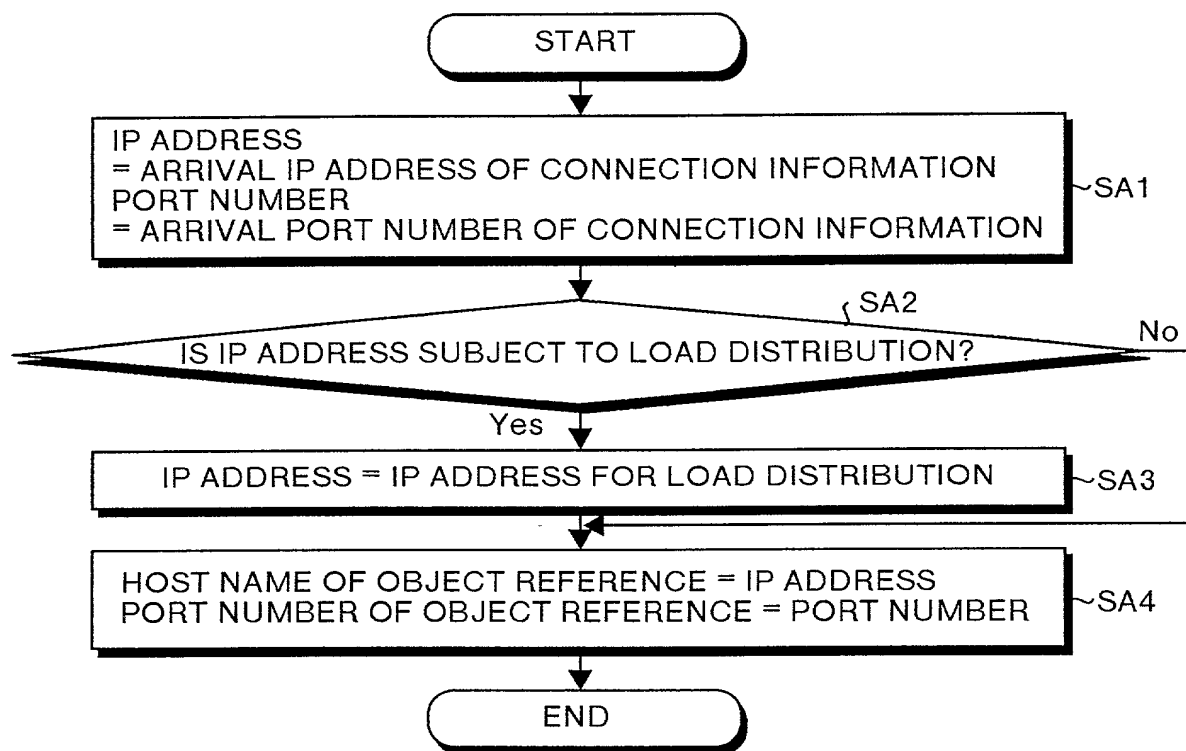 START
IP ADDRESS
= ARRIVAL IP ADDRESS OF CONNECTION INFORMATION
PORT NUMBER
= ARRIVAL PORT NUMBER OF CONNECTION INFORMATION
SA1
SA2
IS IP ADDRESS SUBJECT TO LOAD DISTRIBUTION?
No
Yes
IP ADDRESS = IP ADDRESS FOR LOAD DISTRIBUTION
SA3
HOST NAME OF OBJECT REFERENCE = IP ADDRESS
PORT NUMBER OF OBJECT REFERENCE = PORT NUMBER
SA4
END